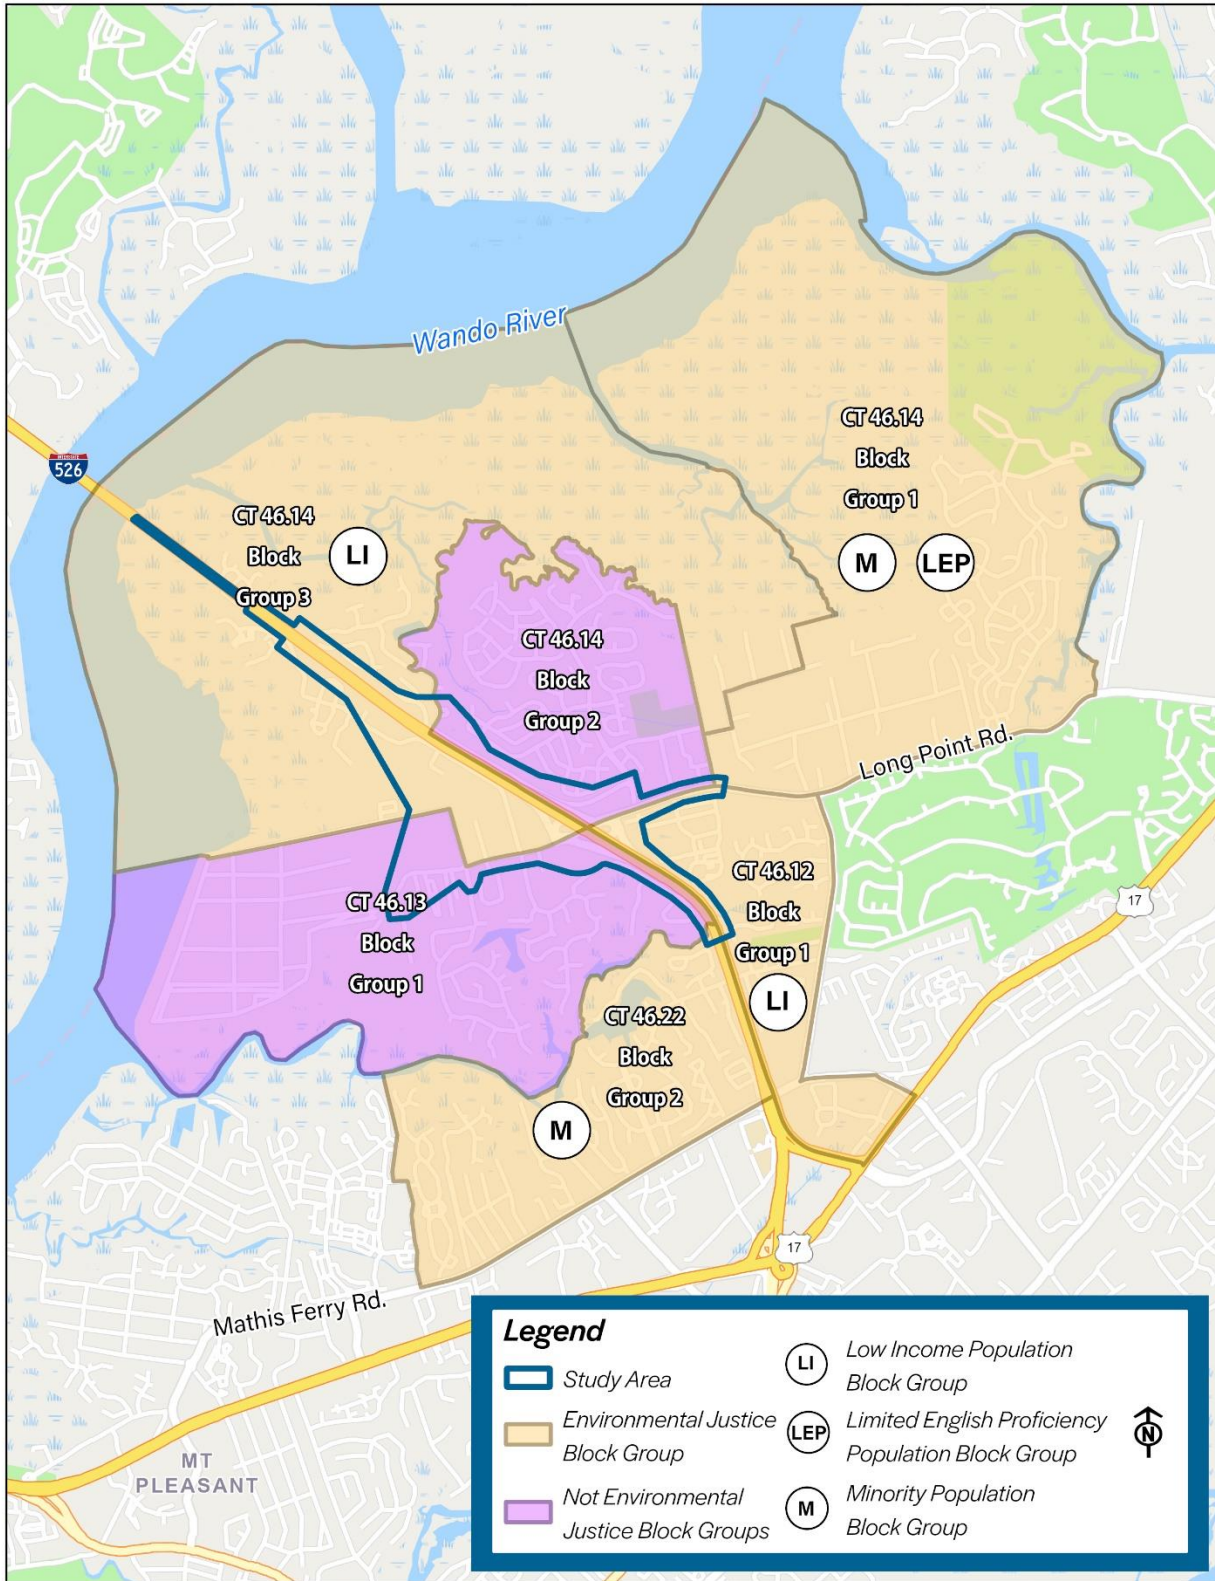 Wando River
INTERSTATE
526
CT 46.14
Block
Group 1
M
LEP
CT 46.14
Block
Group 3
LI
CT 46.14
Block
Group 2
Long Point Rd.
CT 46.12
Block
Group 1
LI
17
CT 46.13
Block
Group 1
CT 46.22
Block
Group 2
M
17
Mathis Ferry Rd.
MT
PLEASANT
Legend
Study Area
Environmental Justice
Block Group
Not Environmental
Justice Block Groups
LI
Low Income Population
Block Group
LEP
Limited English Proficiency
Population Block Group
M
Minority Population
Block Group
N